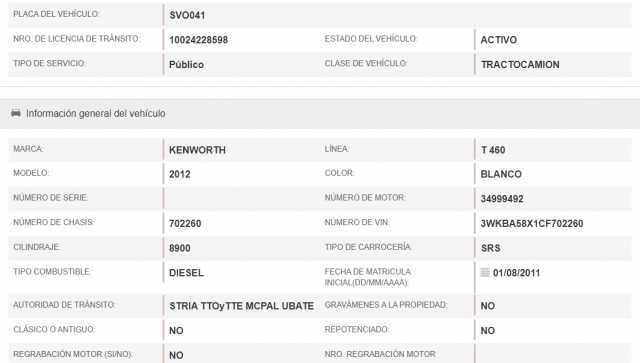 PLACA DEL VEHÍCULO: SVO041
NRO. DE LICENCIA DE TRÁNSITO: 10024228598 ESTADO DEL VEHÍCULO: ACTIVO
TIPO DE SERVICIO: Público CLASE DE VEHÍCULO: TRACTOCAMION
Información general del vehículo
MARCA: KENWORTH LÍNEA: T 460
MODELO: 2012 COLOR: BLANCO
NÚMERO DE SERIE: NÚMERO DE MOTOR: 34999492
NÚMERO DE CHASIS: 702260 NÚMERO DE VIN: 3WKBA58X1CF702260
CILINDRAJE: 8900 TIPO DE CARROCERÍA: SRS
TIPO COMBUSTIBLE: DIESEL FECHA DE MATRICULA INICIAL(DD/MM/AAAA): 01/08/2011
AUTORIDAD DE TRÁNSITO: STRIA TTOyTTE MCPAL UBATE GRAVÁMENES A LA PROPIEDAD: NO
CLÁSICO O ANTIGUO: NO REPOTENCIADO: NO
REGRABACIÓN MOTOR (SI/NO): NO NRO. REGRABACIÓN MOTOR